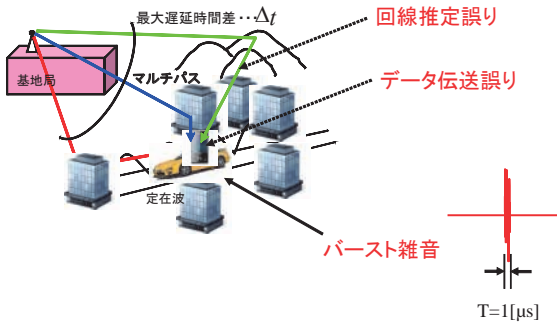 最大遅延時間差…Δt
回線推定誤り
基地局
マルチパス
データ伝送誤り
定在波
バースト雑音
T=1[μs]